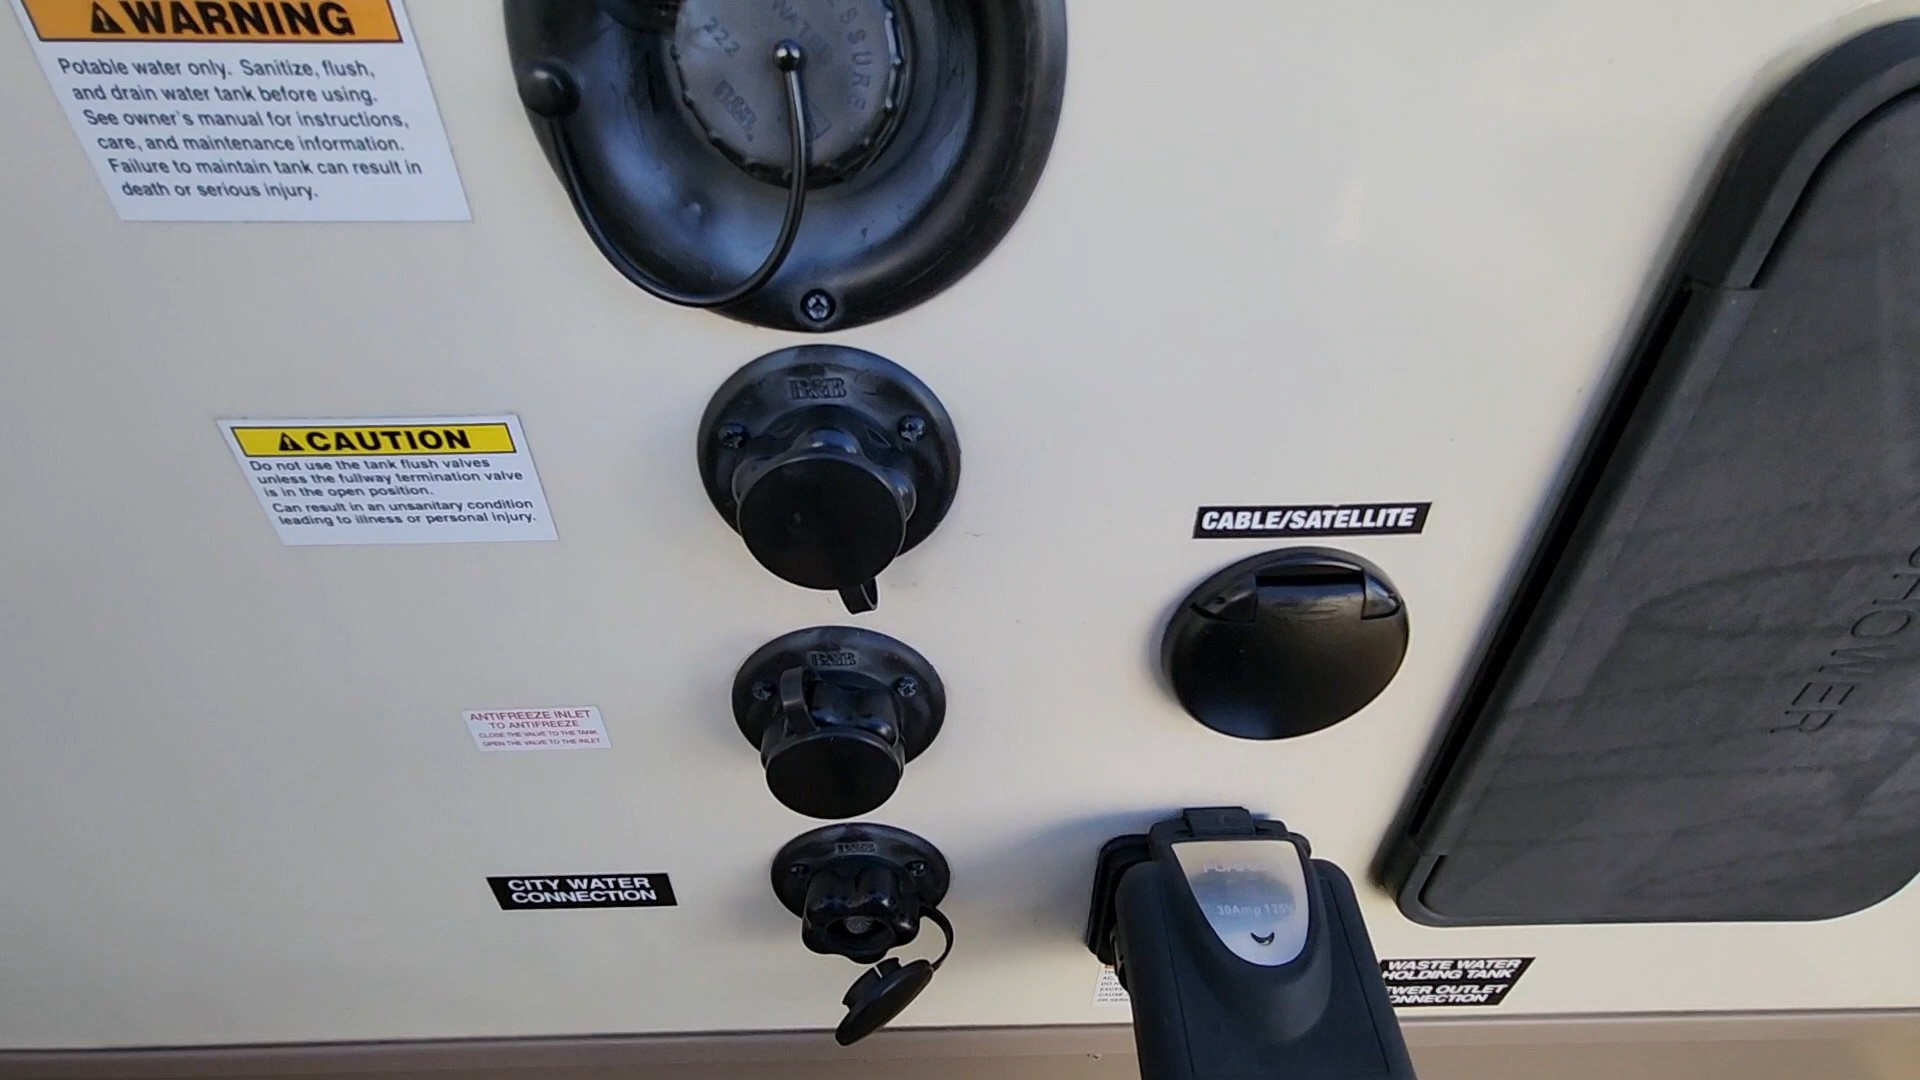 WARNING
Potable water only. Sanitize, flush,
and drain water tank before using.
See owner's manual for instructions,
care, and maintenance information.
Failure to maintain tank can result in
death or serious injury.
222
B&B
CAUTION
Do not use the tank flush valves
unless the fullway termination valve
is in the open position.
Can result in an unsanitary condition
leading to illness or personal injury.
CABLE/SATELLITE
B&B
ANTIFREEZE INLET
TO ANTIFREEZE
CLOSE THE VALVE TO THE TANK
OPEN THE VALVE TO THE INLET
CITY WATER
CONNECTION
30Amp 125V
WASTE WATER
HOLDING TANK